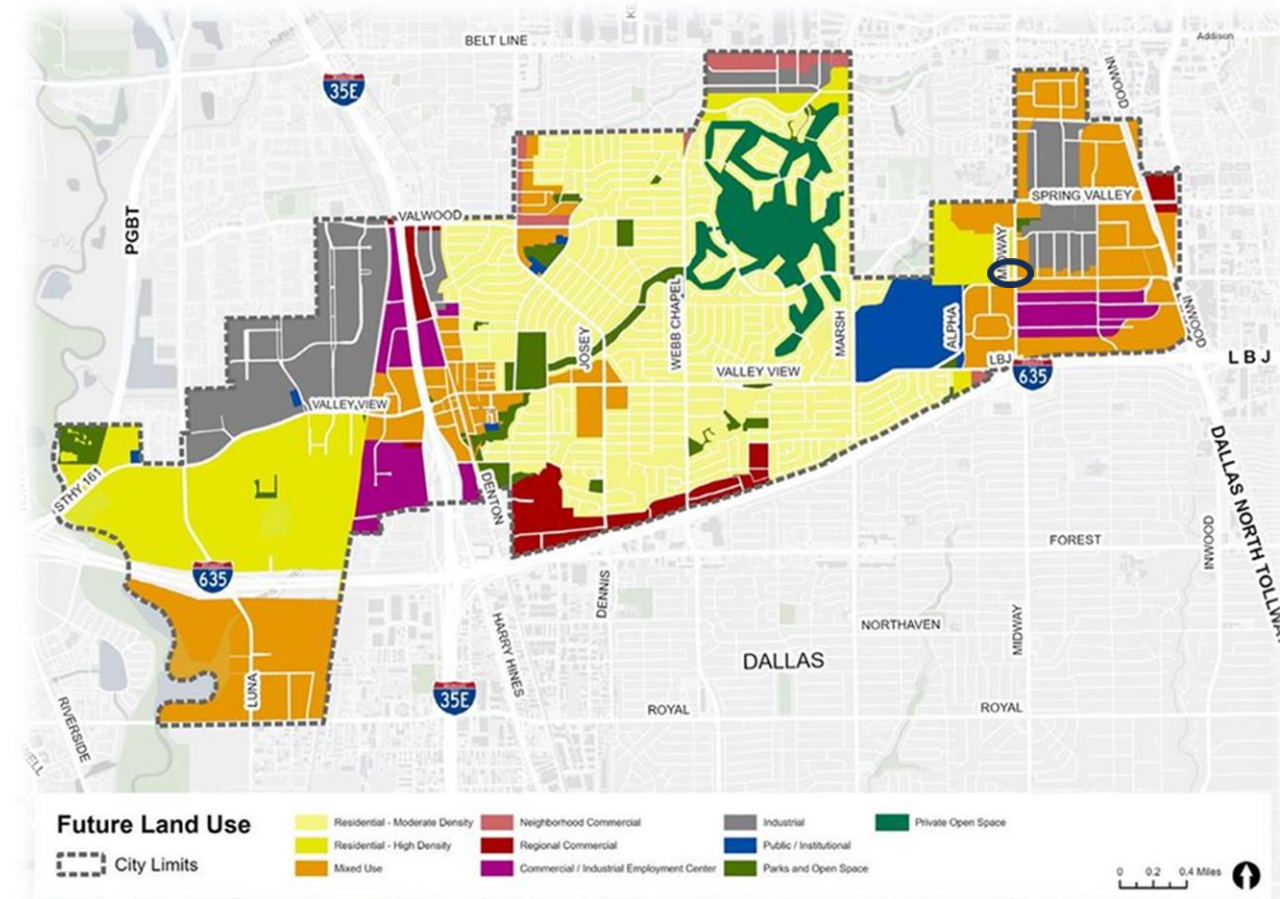 BELT LINE
Addison
35E
INWOOD
PGBT
VALWOOD
SPRING VALLEY
MIDWAY
WEBB CHAPEL
JOSEY
MARSH
ALPHA
INWOOD
LBJ
LBJ
635
VALLEY VIEW
VALLEY VIEW
STHY 161
DENTON
DALLAS NORTH TOLLWA
INWOOD
FOREST
635
DENNIS
HARRY HINES
NORTHAVEN
MIDWAY
DALLAS
LUNA
35E
ROYAL
ROYAL
RIVERSIDE
Future Land Use
City Limits
Residential - Moderate Density
Residential - High Density
Mixed Use
Neighborhood Commercial
Regional Commercial
Commercial / Industrial Employment Center
Industrial
Public / Institutional
Parks and Open Space
Private Open Space
0 0.2 0.4 Miles